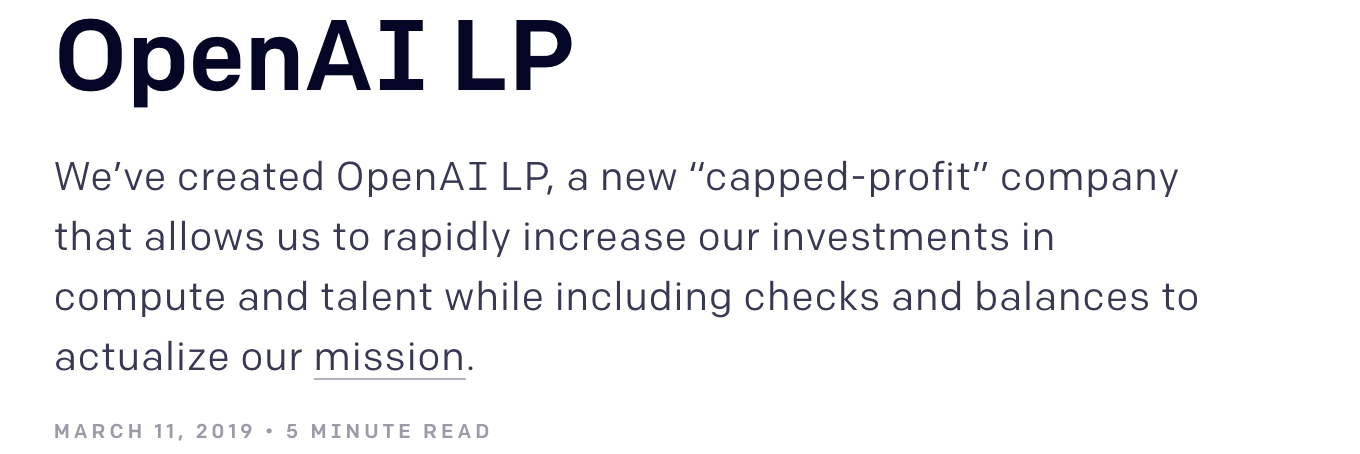 OpenAI LP
We’ve created OpenAI LP, a new “capped-profit” company
that allows us to rapidly increase our investments in
compute and talent while including checks and balances to
actualize our mission.
MARCH 11, 2019 • 5 MINUTE READ